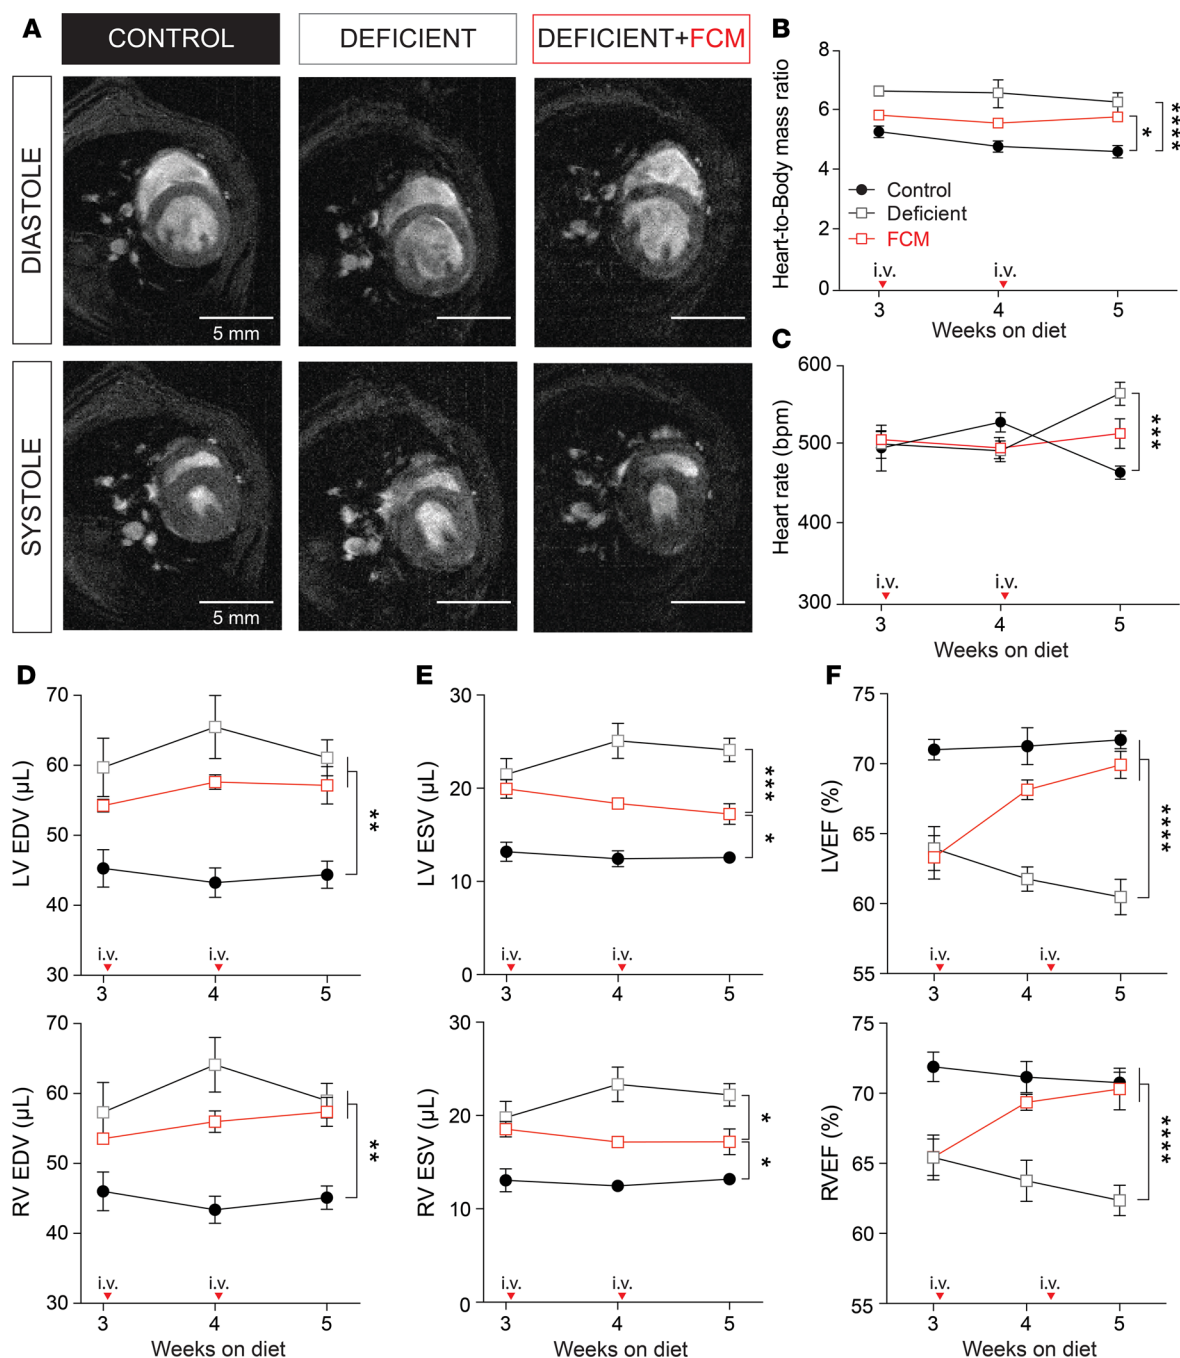 A
CONTROL
DEFICIENT
DEFICIENT+FCM
DIASTOLE
5 mm
SYSTOLE
5 mm
B
Heart-to-Body mass ratio
8
6
4
2
0
Control
Deficient
FCM
*
****
i.v.
i.v.
3
4
5
Weeks on diet
C
Heart rate (bpm)
600
500
400
300
***
i.v.
i.v.
3
4
5
Weeks on diet
D
LV EDV (µL)
70
60
50
40
30
**
i.v.
i.v.
3
4
5
RV EDV (µL)
70
60
50
40
30
**
i.v.
i.v.
3
4
5
Weeks on diet
E
LV ESV (µL)
30
20
10
0
***
*
i.v.
i.v.
3
4
5
RV ESV (µL)
30
20
10
0
*
*
i.v.
i.v.
3
4
5
Weeks on diet
F
LVEF (%)
75
70
65
60
55
****
i.v.
i.v.
3
4
5
RVEF (%)
75
70
65
60
55
****
i.v.
i.v.
3
4
5
Weeks on diet